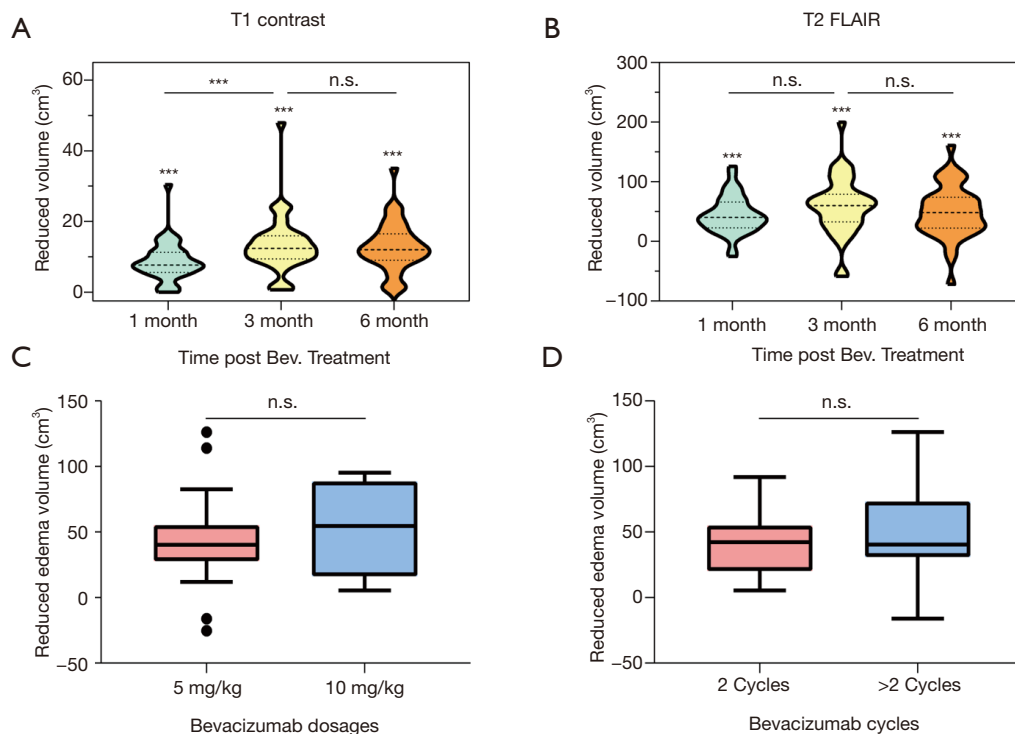 A
T1 contrast
Reduced volume (cm³)
60
40
20
0
***
n.s.
***
***
***
1 month
3 month
6 month
Time post Bev. Treatment
B
T2 FLAIR
Reduced volume (cm³)
300
200
100
0
−100
n.s.
n.s.
***
***
***
1 month
3 month
6 month
Time post Bev. Treatment
C
Reduced edema volume (cm³)
150
100
50
0
−50
n.s.
5 mg/kg
10 mg/kg
Bevacizumab dosages
D
Reduced edema volume (cm³)
150
100
50
0
−50
n.s.
2 Cycles
>2 Cycles
Bevacizumab cycles